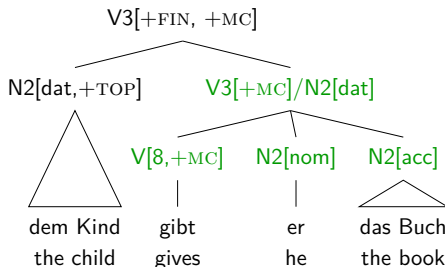 V3[+FIN, +MC]
N2[dat,+TOP] V3[+MC]/N2[dat]
V[8,+MC] N2[nom] N2[acc]
dem Kind gibt er das Buch
the child gives he the book